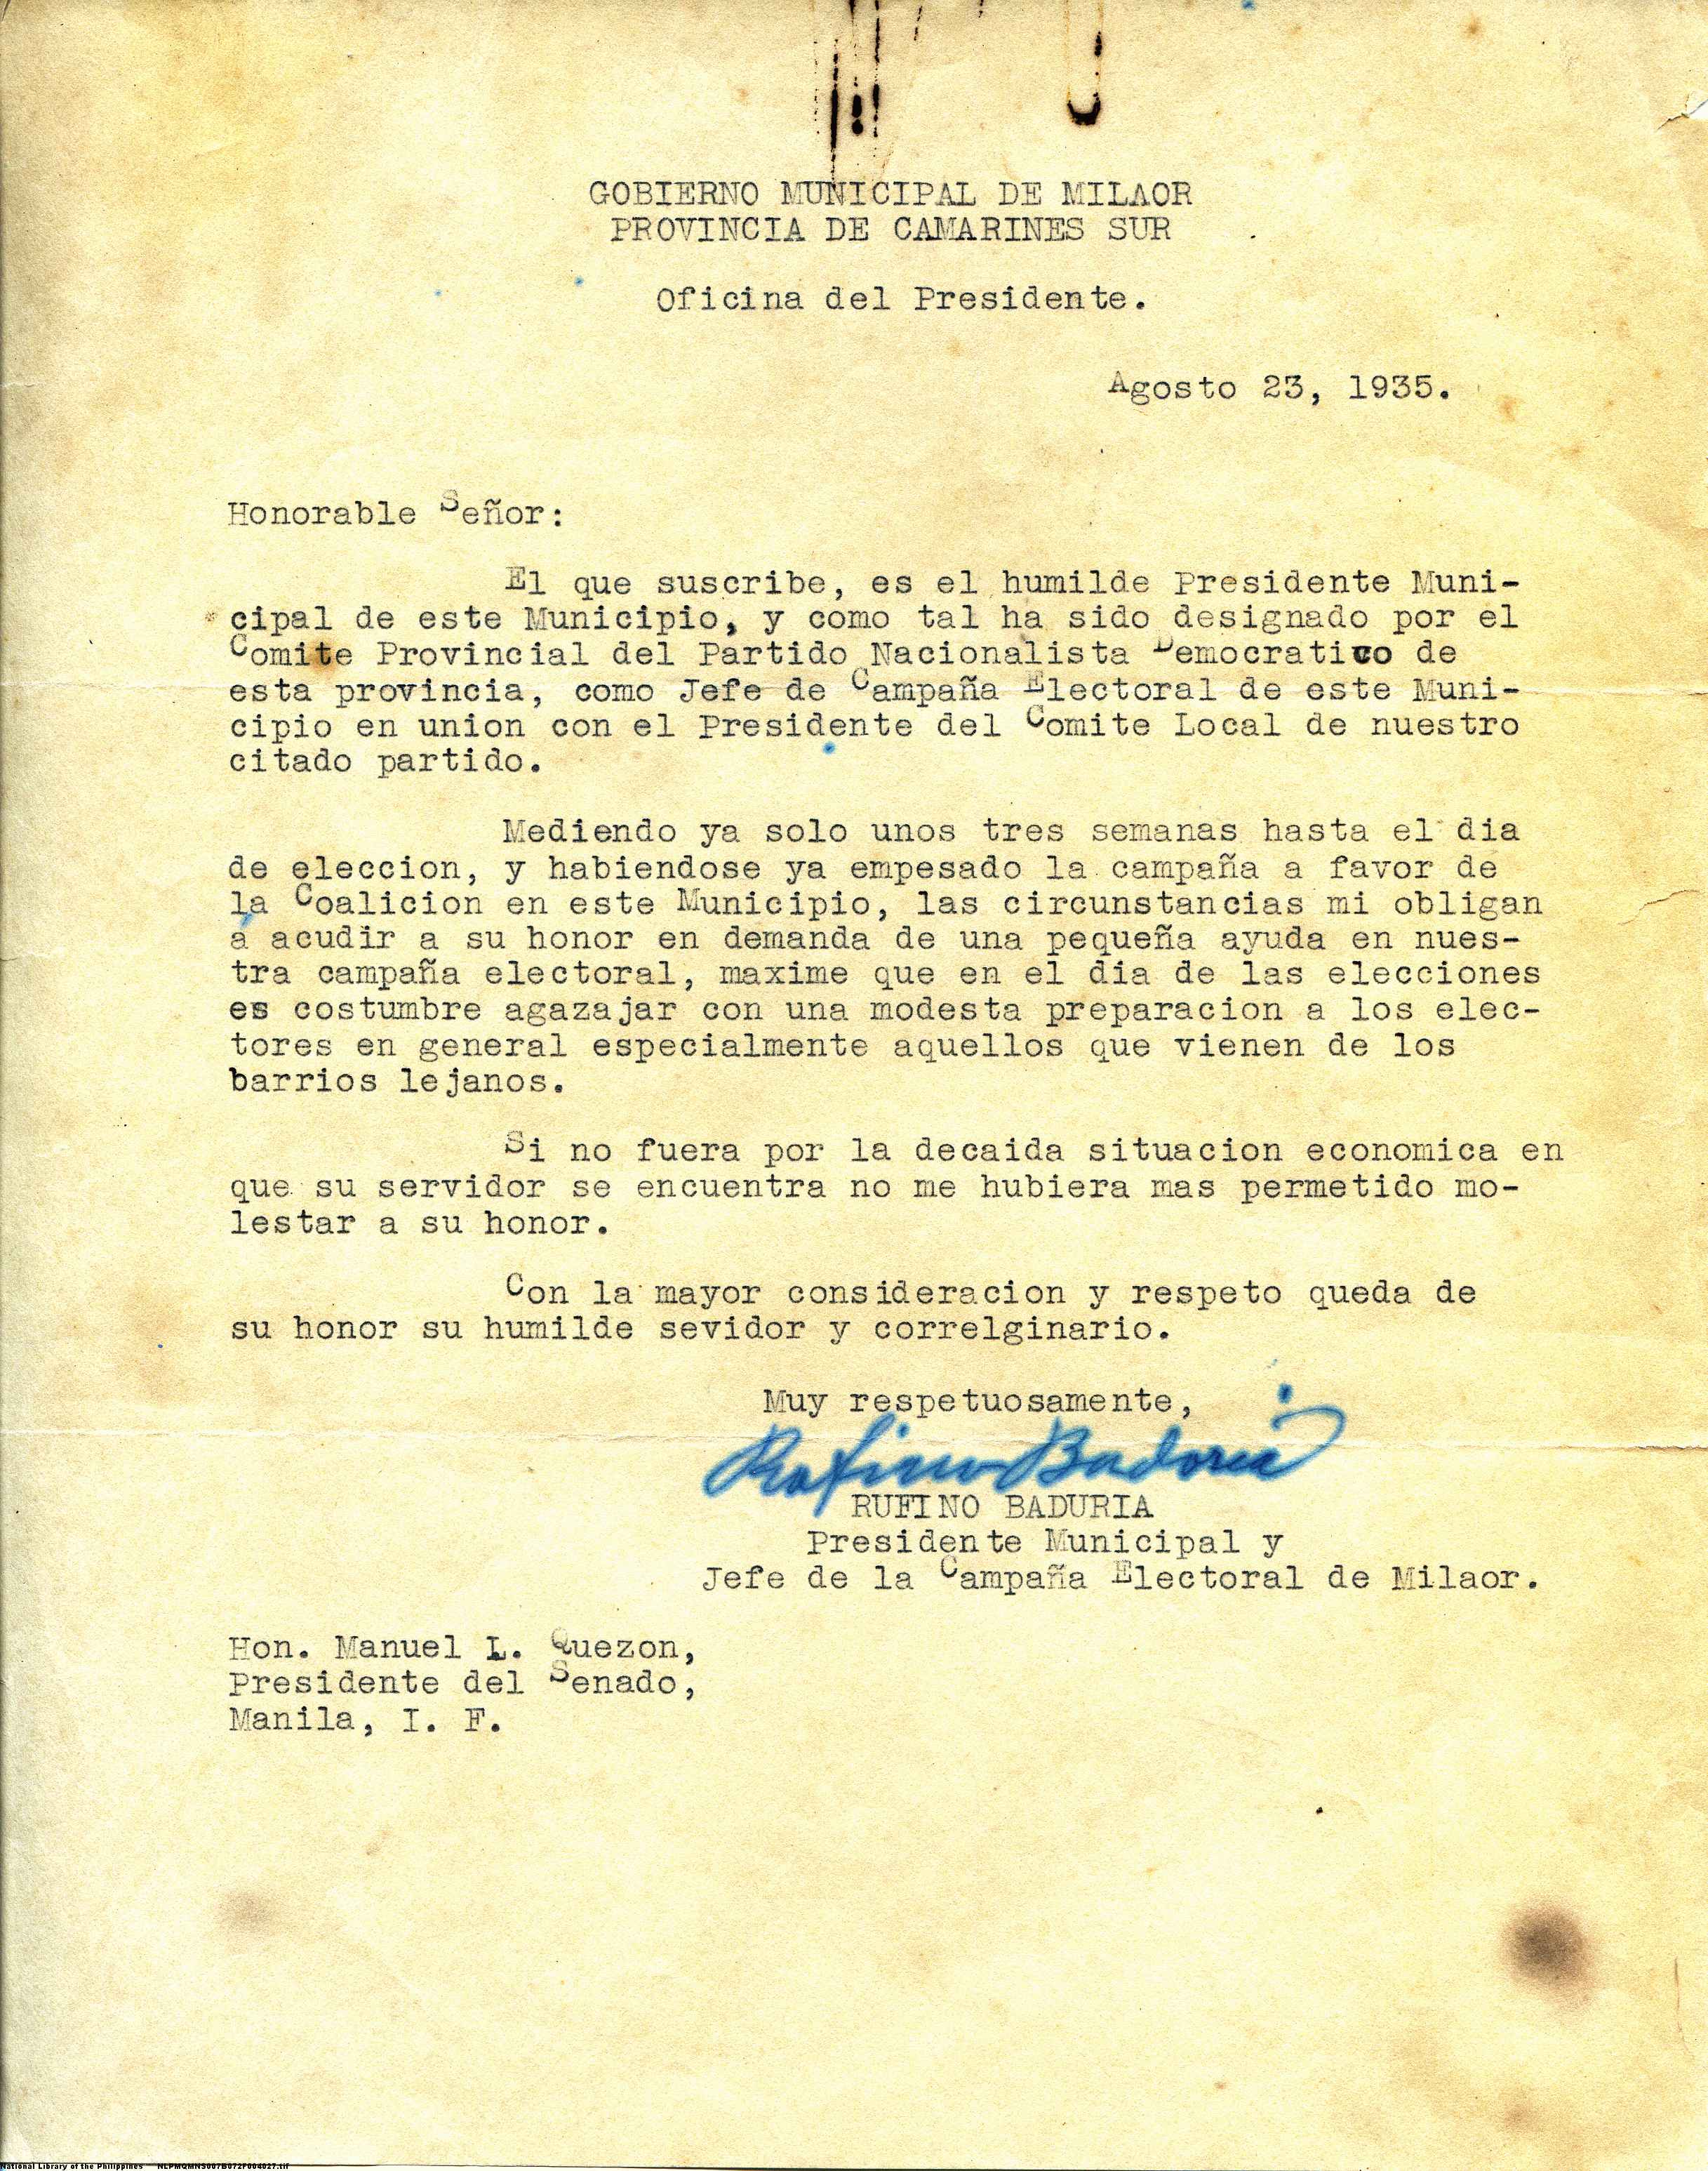 GOBIERNO MUNICIPAL DE MILAOR
PROVINCIA DE CAMARINES SUR
Oficina del Presidente.
Agosto 23, 1935.
Honorable Señor:
El que suscribe, es el humilde Presidente Muni-
cipal de este Municipio, y como tal ha sido designado por el
Comite Provincial del Partido Nacionalista Democratico de
esta provincia, como Jefe de Campaña Electoral de este Muni-
cipio en union con el Presidente del Comite Local de nuestro
citado partido.
Mediendo ya solo unos tres semanas hasta el dia
de eleccion, y habiendose ya empesado la campaña a favor de
la Coalicion en este Municipio, las circunstancias mi obligan
a acudir a su honor en demanda de una pequeña ayuda en nues-
tra campaña electoral, maxime que en el dia de las elecciones
es costumbre agazajar con una modesta preparacion a los elec-
tores en general especialmente aquellos que vienen de los
barrios lejanos.
Si no fuera por la decaida situacion economica en
que su servidor se encuentra no me hubiera mas permetido mo-
lestar a su honor.
Con la mayor consideracion y respeto queda de
su honor su humilde sevidor y correlginario.
Muy respetuosamente,
Rufino Baduria
RUFINO BADURIA
Presidente Municipal y
Jefe de la Campaña Electoral de Milaor.
Hon. Manuel L. Quezon,
Presidente del Senado,
Manila, I. F.
National Library of the Philippines NLPMQMNS007B072F004027.tif